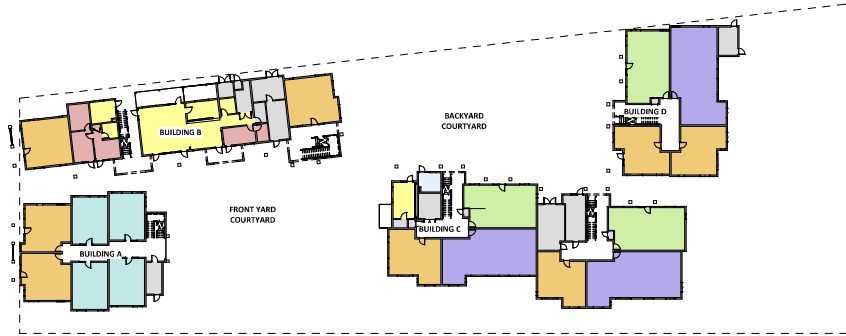 BUILDING D
BACKYARD
COURTYARD
BUILDING B
FRONT YARD
COURTYARD
BUILDING C
BUILDING A